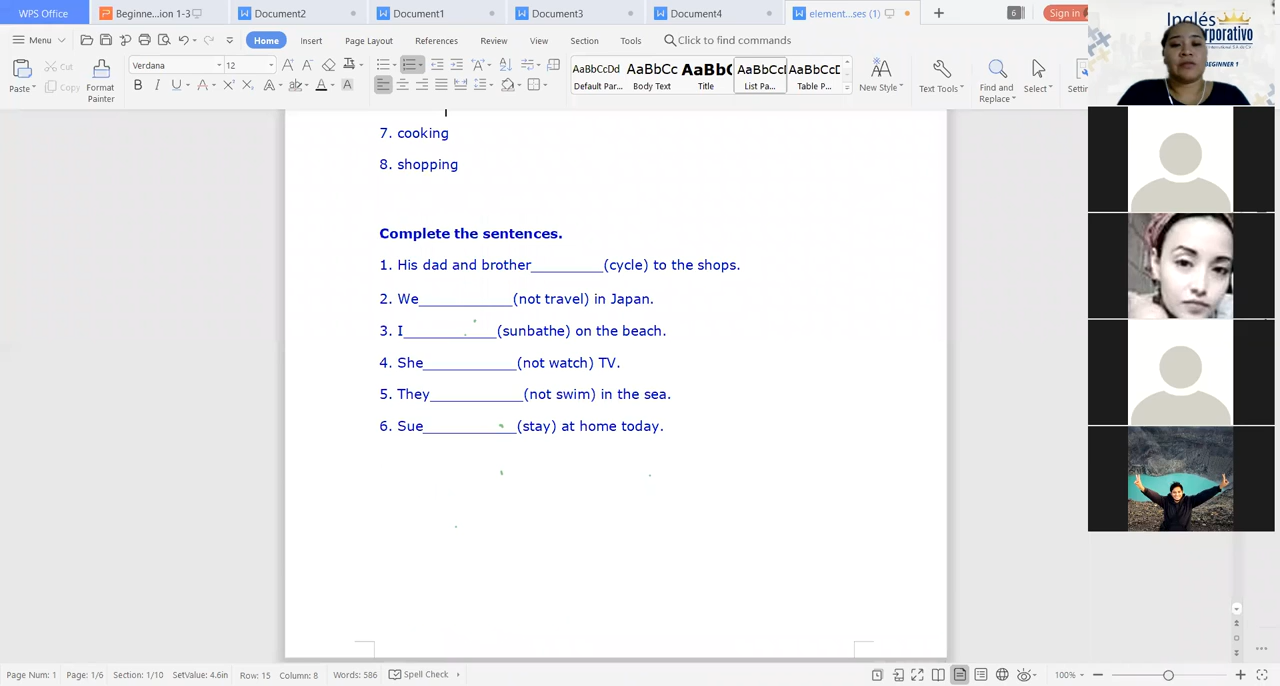 WPS Office
Beginne...ion 1-3
Document2
Document1
Document3
Document4
element...ses (1)
6
Sign in
Menu
Home
Insert
Page Layout
References
Review
View
Section
Tools
Click to find commands
Paste
Cut
Copy
Format Painter
Verdana
12
AaBbCcDd
Default Par...
AaBbCc
Body Text
AaBb
Title
AaBbCcl
List Pa...
AaBbCcD
Table P...
New Style
Text Tools
Find and Replace
Select
Inglés
BEGINNER 1
7. cooking
8. shopping
Complete the sentences.
1. His dad and brother_________(cycle) to the shops.
2. We____________(not travel) in Japan.
3. I____________(sunbathe) on the beach.
4. She____________(not watch) TV.
5. They____________(not swim) in the sea.
6. Sue____________(stay) at home today.
Page Num: 1
Page: 1/6
Section: 1/10
SetValue: 4.6in
Row: 15
Column: 8
Words: 586
Spell Check
100%